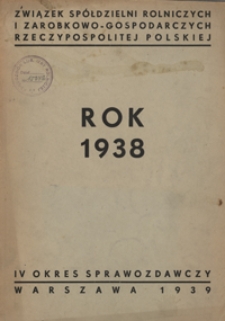 ZWIĄZEK SPÓŁDZIELNI ROLNICZYCH
I ZAROBKOWO-GOSPODARCZYCH
RZECZYPOSPOLITEJ POLSKIEJ
ROK
1938
IV OKRES SPRAWOZDAWCZY
WARSZAWA 1939